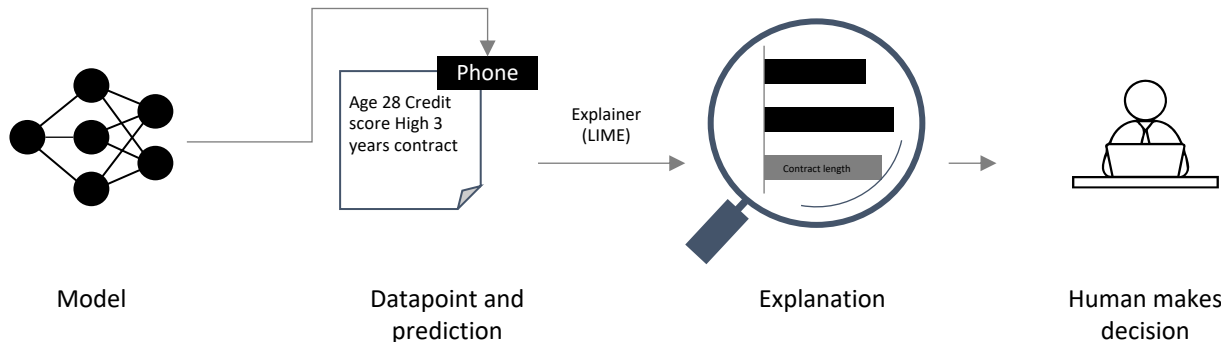 Phone
Age 28 Credit
score High 3
years contract
Explainer
(LIME)
Contract length
Model
Datapoint and
prediction
Explanation
Human makes
decision